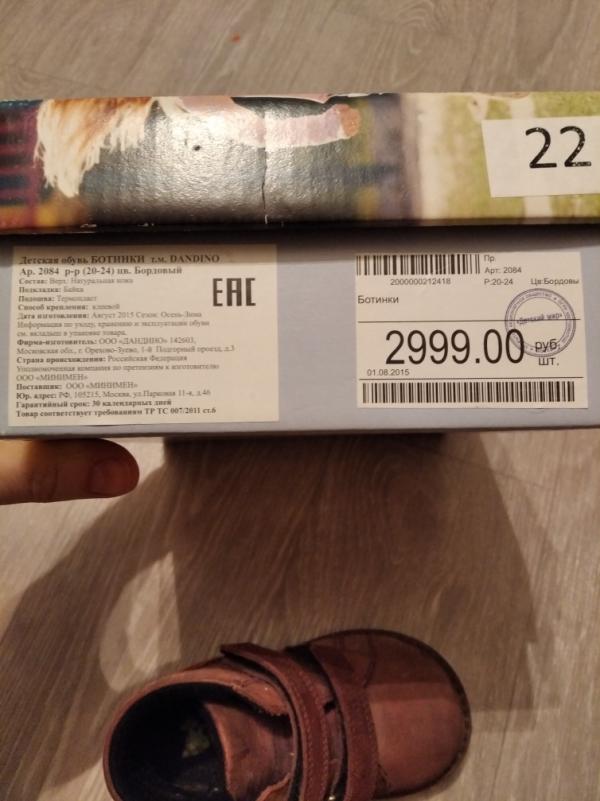 22
Детская обувь БОТИНКИ т.м. DANDINO
Ар. 2084 р-р (20-24) цв. Бордовый
Состав: Верх: Натуральная кожа
Подкладка: Байка
Подошва: Термопласт
Способ крепления: клеевой
Дата изготовления: Август 2015 Сезон: Осень-Зима
Информация по уходу, хранению и эксплуатации обуви
см. вкладыш в упаковке товара.
Фирма-изготовитель: ООО «ДАНДИНО» 142603,
Московская обл., г. Орехово-Зуево, 1-й Подгорный проезд, д.3
Страна происхождения: Российская Федерация
Уполномоченная компания по претензиям к изготовителю
ООО «МИНИМЕН»
Поставщик: ООО «МИНИМЕН»
Юр. адрес: РФ, 105215, Москва, ул.Парковая 11-я, д.46
Гарантийный срок: 30 календарных дней
Товар соответствует требованиям ТР ТС 007/2011 ст.6
ЕАС
Пр.
Арт: 2084
2000000212418 Р:20-24 Цв:Бордовы
Ботинки
«Детский мир»
2999.00 руб.
шт.
01.08.2015